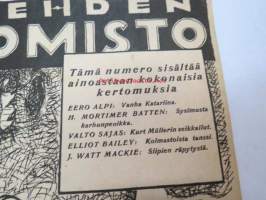 LEHDEN
OMISTO
Tämä numero sisältää
ainoastaan kokonaisia
kertomuksia
EERO ALPI: Vanha Katariina.
H. MORTIMER BATTEN: Sysimusta
karhunpenikka.
VALTO SAJAS: Kurt Müllerin seikkailut.
ELLIOT BAILEY: Kolmastoista tanssi
J. WATT MACKIE: Siipien räpytystä.